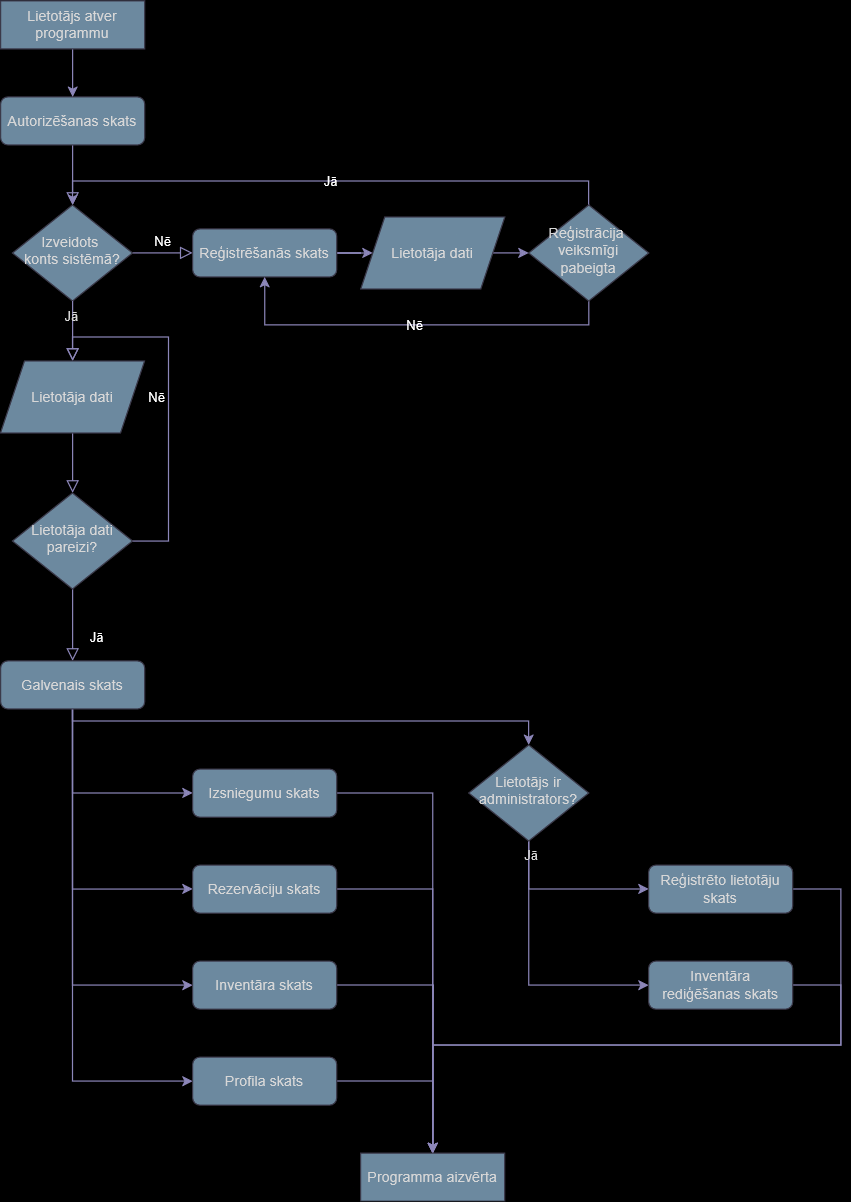 Lietotājs atver
programmu
Autorizēšanas skats
Jā
Izveidots
konts sistēmā?
Nē
Reģistrēšanās skats
Lietotāja dati
Reģistrācija
veiksmīgi
pabeigta
Jā
Nē
Lietotāja dati
Nē
Lietotāja dati
pareizi?
Jā
Galvenais skats
Izsniegumu skats
Lietotājs ir
administrators?
Jā
Rezervāciju skats
Reģistrēto lietotāju
skats
Inventāra skats
Inventāra
rediģēšanas skats
Profila skats
Programma aizvērta